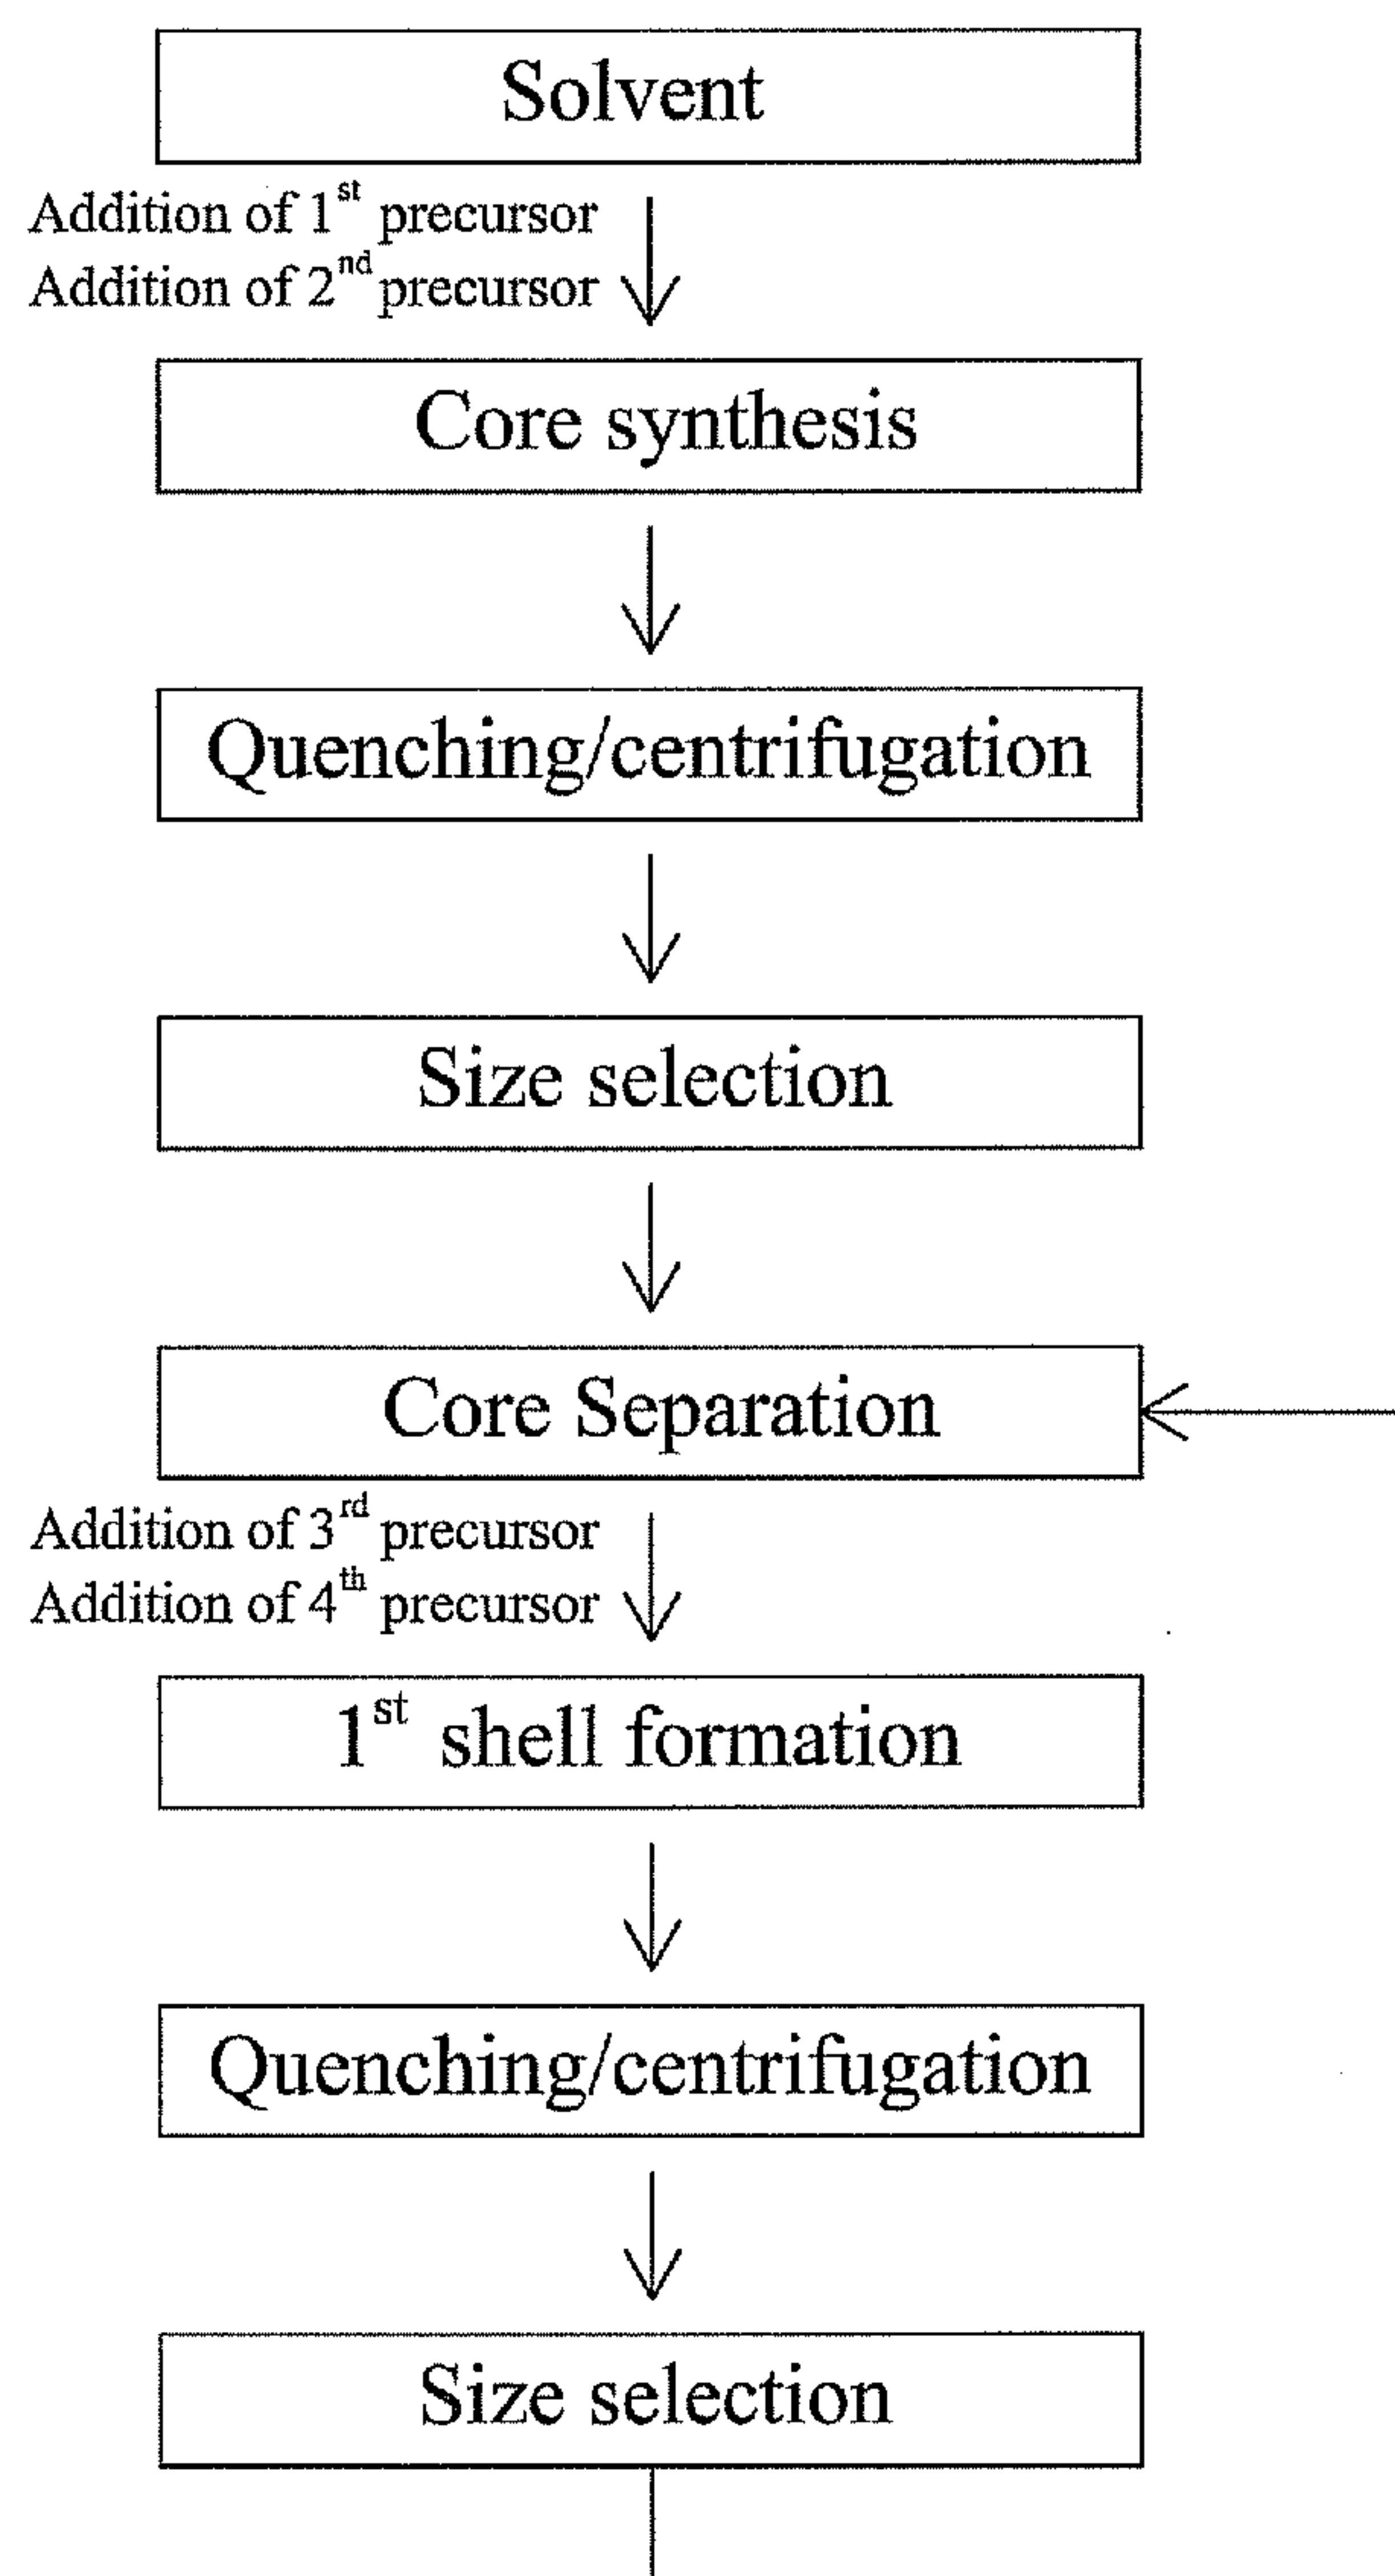 Solvent
Addition of 1st precursor
Addition of 2nd precursor
Core synthesis
Quenching/centrifugation
Size selection
Core Separation
Addition of 3rd precursor
Addition of 4th precursor
1st shell formation
Quenching/centrifugation
Size selection